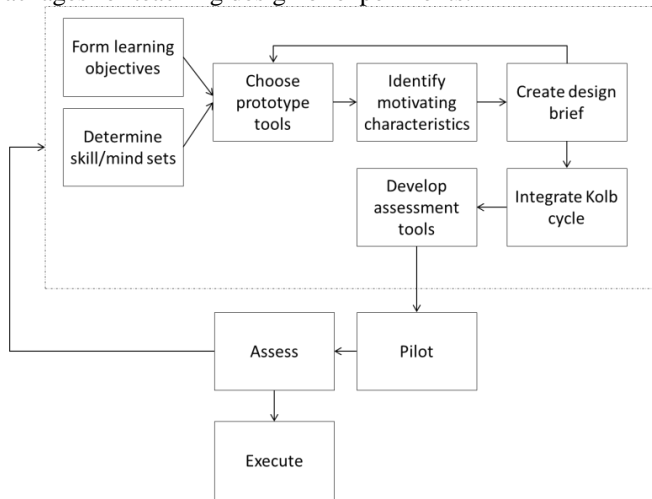 Form learning
objectives
Determine
skill/mind sets
Choose
prototype
tools
Identify
motivating
characteristics
Create design
brief
Develop
assessment
tools
Integrate Kolb
cycle
Assess
Pilot
Execute